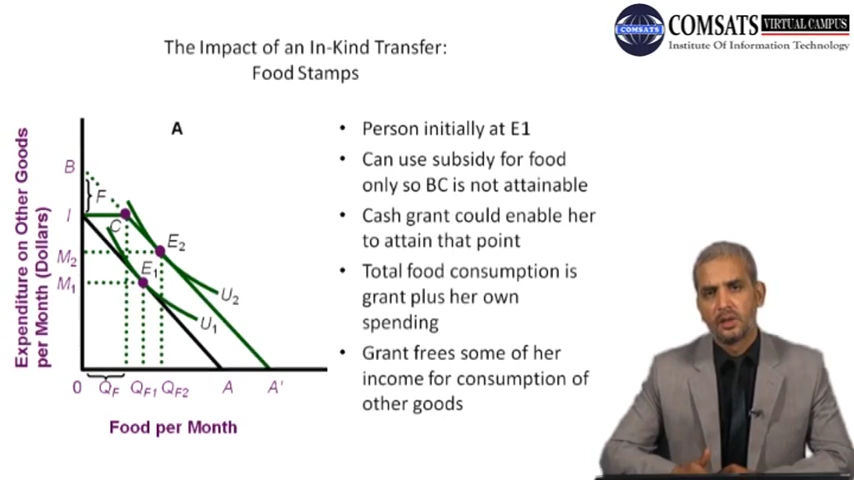 COMSATS VIRTUAL CAMPUS
COMSATS
Institute Of Information Technology
The Impact of an In-Kind Transfer:
Food Stamps
A
Expenditure on Other Goods
per Month (Dollars)
B
F
I
C
E2
M2
E1
M1
U2
U1
0 QF QF1 QF2 A A'
Food per Month
• Person initially at E1
• Can use subsidy for food
only so BC is not attainable
• Cash grant could enable her
to attain that point
• Total food consumption is
grant plus her own
spending
• Grant frees some of her
income for consumption of
other goods